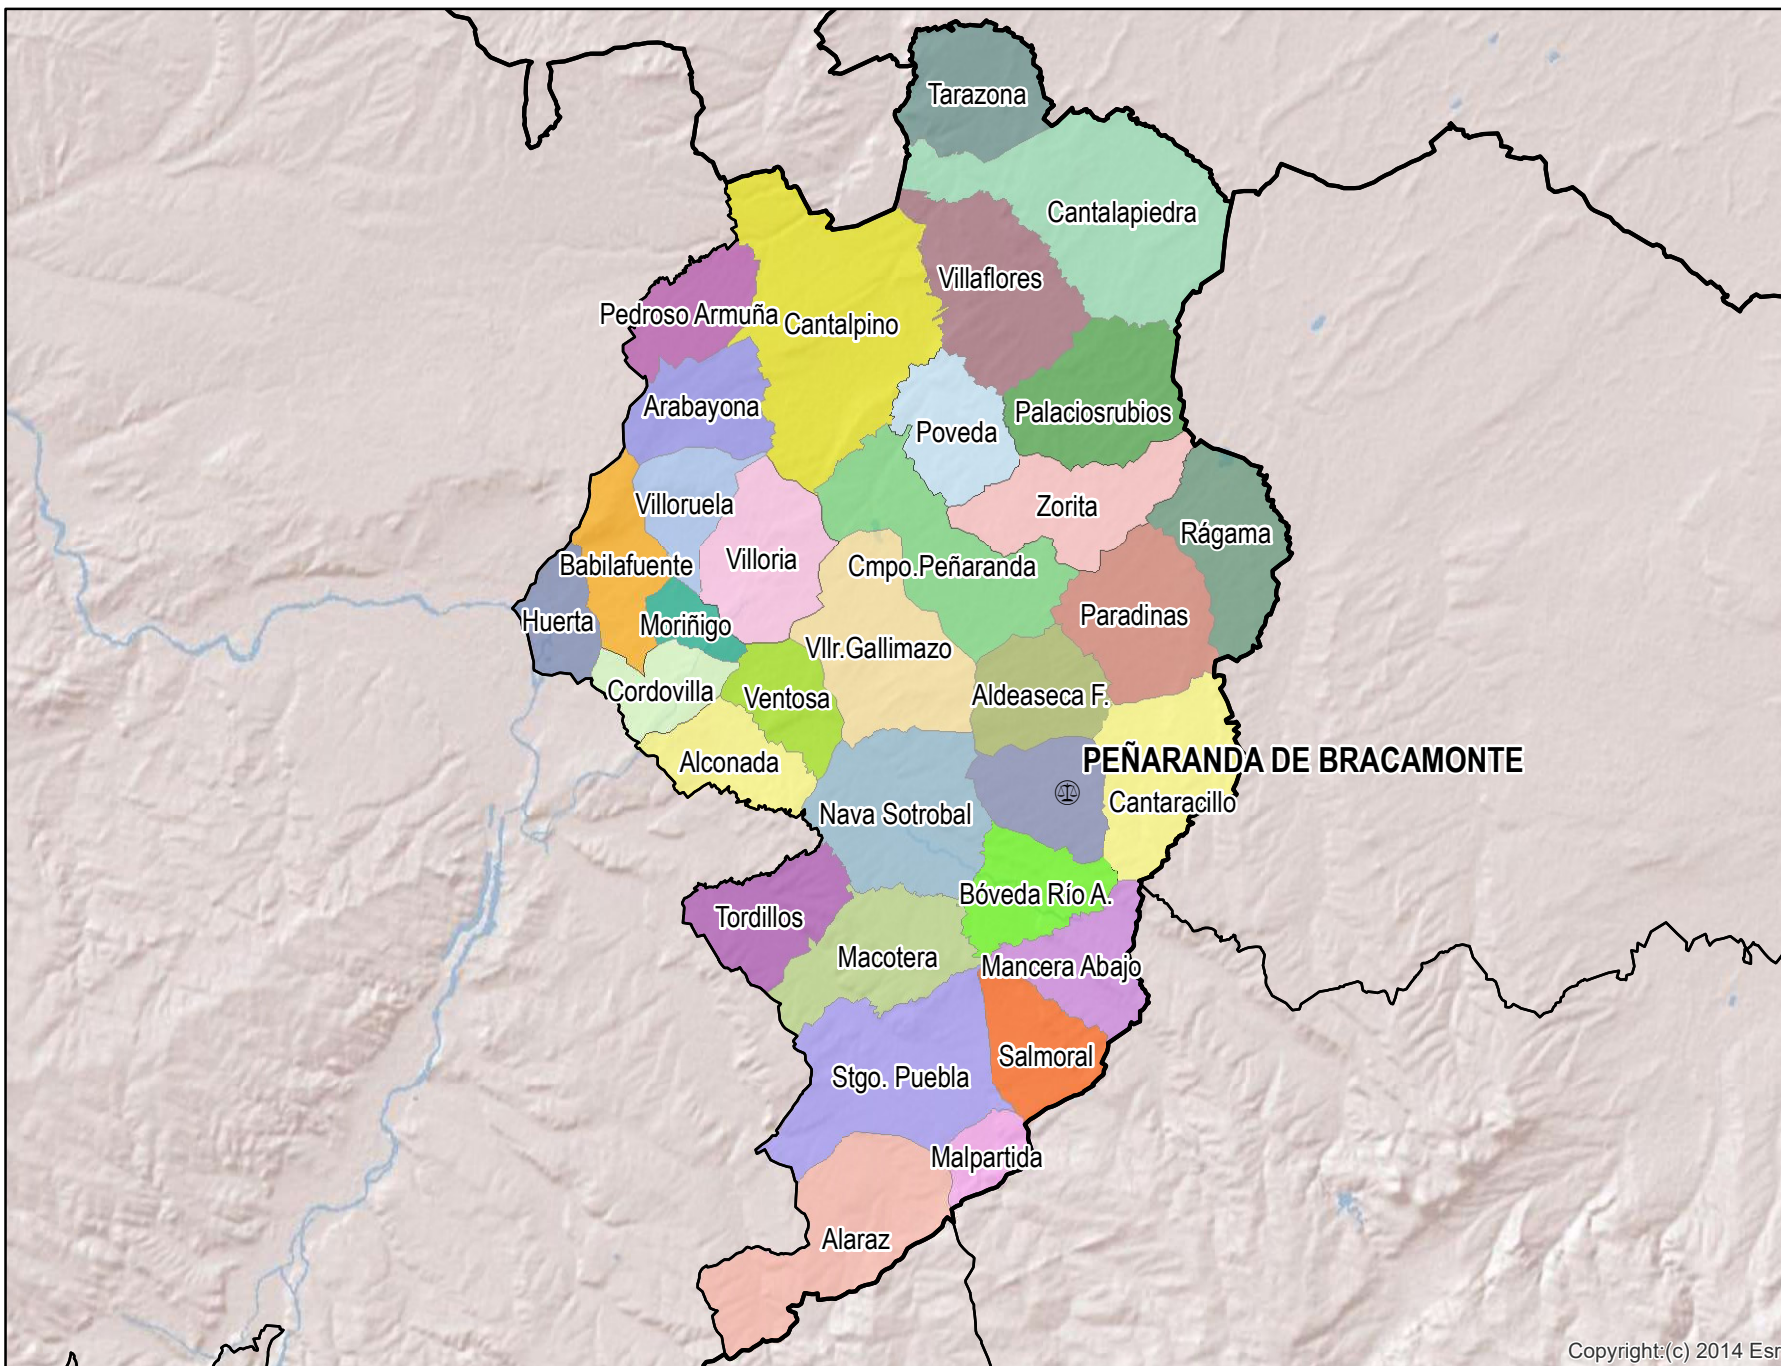 Tarazona
Cantalapiedra
Villaflores
Pedroso Armuña
Cantalpino
Arabayona
Palaciosrubios
Poveda
Villoruela
Zorita
Rágama
Villoria
Babilafuente
Cmpo.Peñaranda
Paradinas
Huerta
Moriñigo
Vllr.Gallimazo
Cordovilla
Ventosa
Aldeaseca F.
Alconada
PEÑARANDA DE BRACAMONTE
Cantaracillo
Nava Sotrobal
Bóveda Río A.
Tordillos
Macotera
Mancera Abajo
Salmoral
Stgo. Puebla
Malpartida
Alaraz
Copyright:(c) 2014 Esr